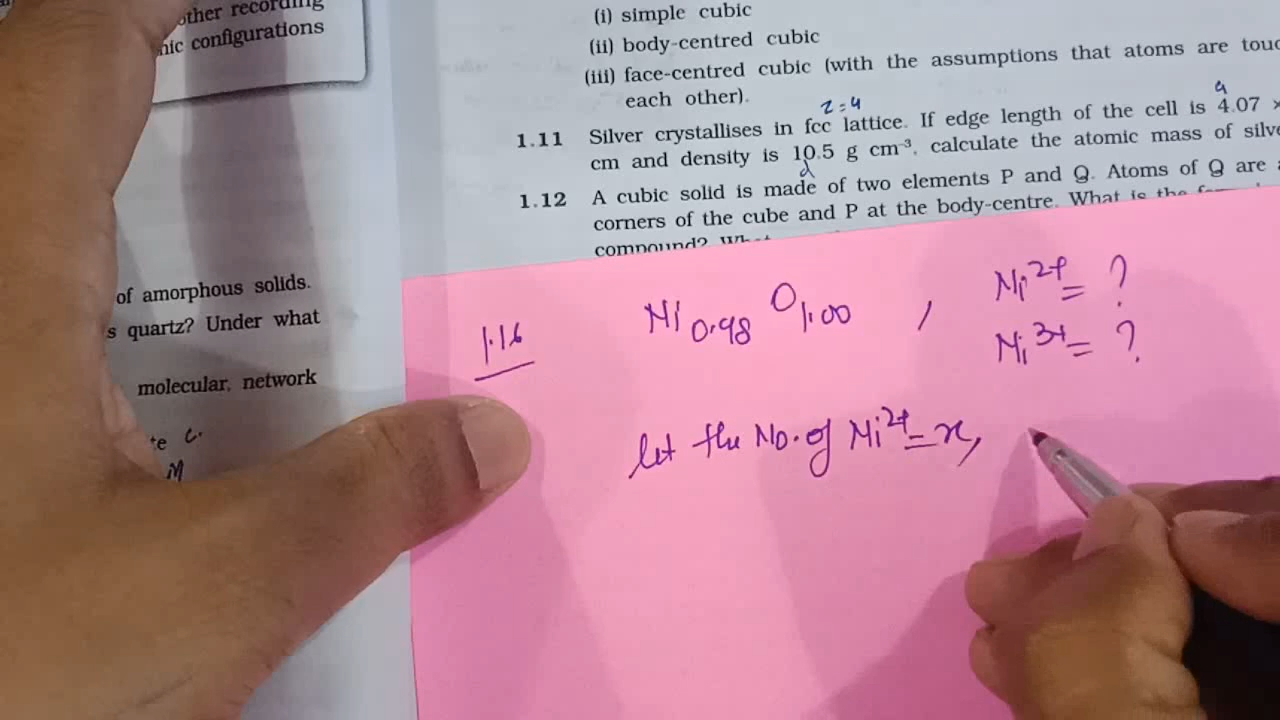 other recording
nic configurations
of amorphous solids.
s quartz? Under what
molecular, network
te c.
M
(i) simple cubic
(ii) body-centred cubic
(iii) face-centred cubic (with the assumptions that atoms are touc
each other).
z=4
a
1.11 Silver crystallises in fcc lattice. If edge length of the cell is 4.07 ×
cm and density is 10.5 g cm⁻³, calculate the atomic mass of silve
d
1.12 A cubic solid is made of two elements P and Q. Atoms of Q are a
corners of the cube and P at the body-centre. What is the
compound?
1.16
Ni0.98 O1.00 , Ni²⁺= ?
Ni³⁺= ?
let the No. of Ni²⁺=x,